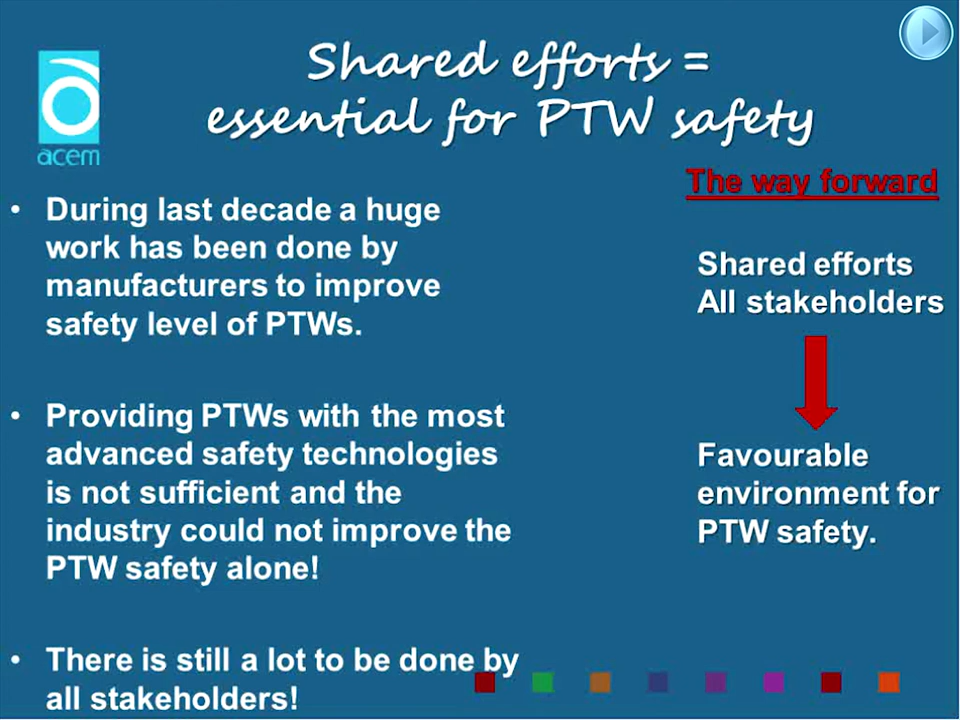 Shared efforts =
essential for PTW safety
acem
• During last decade a huge
work has been done by
manufacturers to improve
safety level of PTWs.
• Providing PTWs with the most
advanced safety technologies
is not sufficient and the
industry could not improve the
PTW safety alone!
• There is still a lot to be done by
all stakeholders!
The way forward
Shared efforts
All stakeholders
Favourable
environment for
PTW safety.